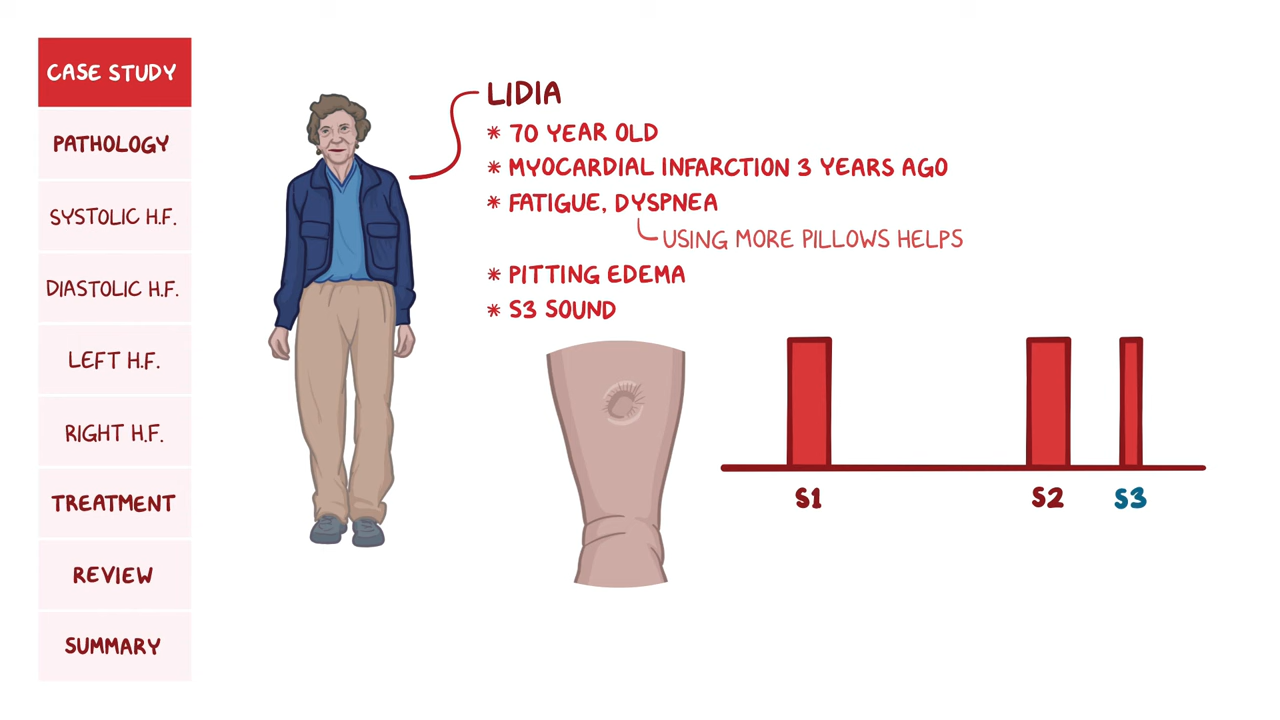 CASE STUDY
PATHOLOGY
SYSTOLIC H.F.
DIASTOLIC H.F.
LEFT H.F.
RIGHT H.F.
TREATMENT
REVIEW
SUMMARY
LIDIA
* 70 YEAR OLD
* MYOCARDIAL INFARCTION 3 YEARS AGO
* FATIGUE, DYSPNEA
USING MORE PILLOWS HELPS
* PITTING EDEMA
* S3 SOUND
S1 S2 S3